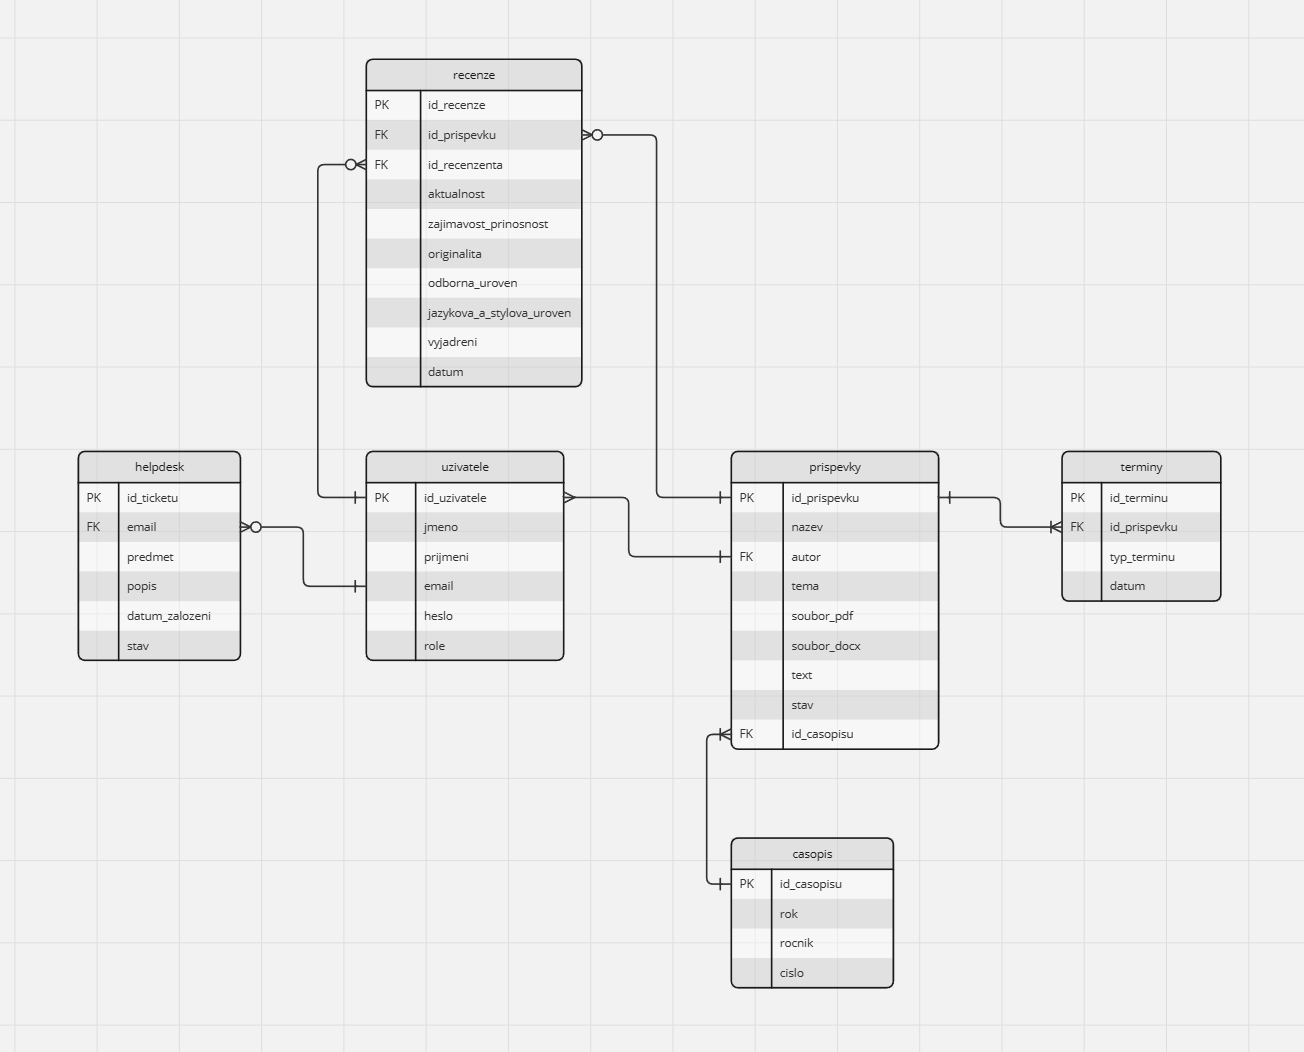 recenze
PK id_recenze
FK id_prispevku
FK id_recenzenta
aktualnost
zajimavost_prinosnost
originalita
odborna_uroven
jazykova_a_stylova_uroven
vyjadreni
datum
helpdesk
PK id_ticketu
FK email
predmet
popis
datum_zalozeni
stav
uzivatele
PK id_uzivatele
jmeno
prijmeni
email
heslo
role
prispevky
PK id_prispevku
nazev
FK autor
tema
soubor_pdf
soubor_docx
text
stav
FK id_casopisu
terminy
PK id_terminu
FK id_prispevku
typ_terminu
datum
casopis
PK id_casopisu
rok
rocnik
cislo